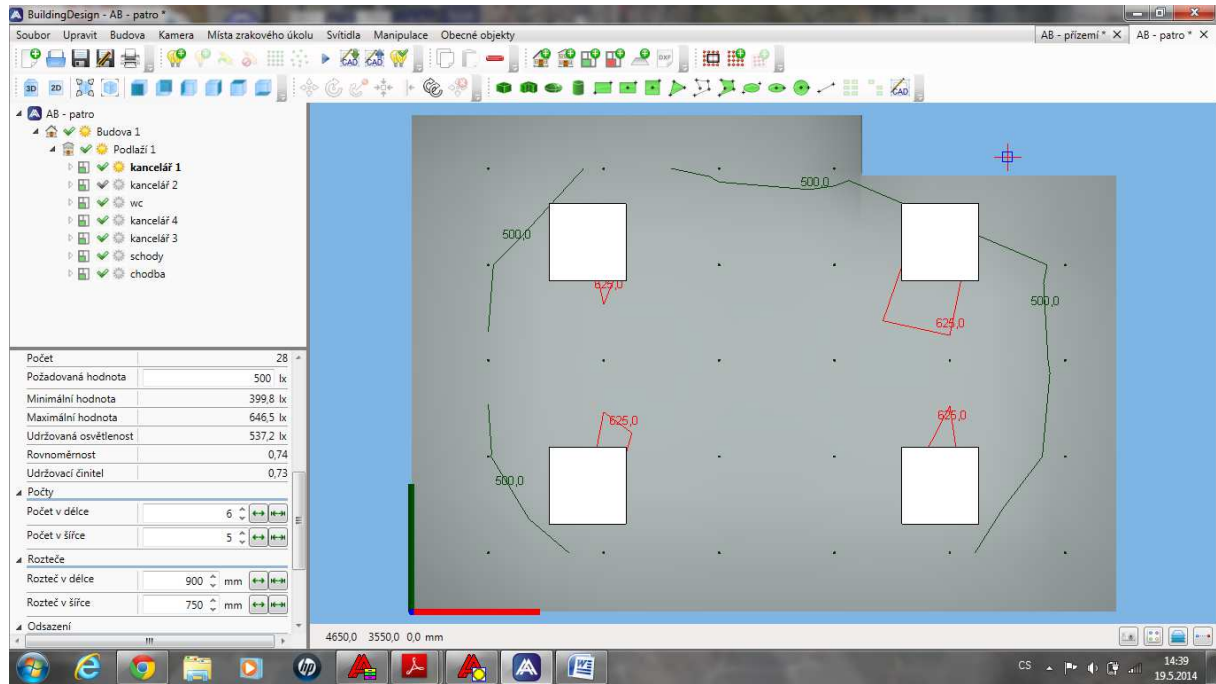 BuildingDesign - AB - patro *
Soubor Upravit Budova Kamera Místa zrakového úkolu Svítidla Manipulace Obecné objekty
AB - přízemí * X AB - patro * X
CAD CAD DXF
3D 2D CAD
AB - patro
Budova 1
Podlaží 1
kancelář 1
kancelář 2
wc
kancelář 4
kancelář 3
schody
chodba
Počet 28
Požadovaná hodnota 500 lx
Minimální hodnota 399,8 lx
Maximální hodnota 646,5 lx
Udržovaná osvětlenost 537,2 lx
Rovnoměrnost 0,74
Udržovací činitel 0,73
Počty
Počet v délce 6
Počet v šířce 5
Rozteče
Rozteč v délce 900 mm
Rozteč v šířce 750 mm
Odsazení
500,0
500,0
625,0
500,0
625,0
625,0
625,0
500,0
4650,0 3550,0 0,0 mm
hp
CS
14:39
19.5.2014